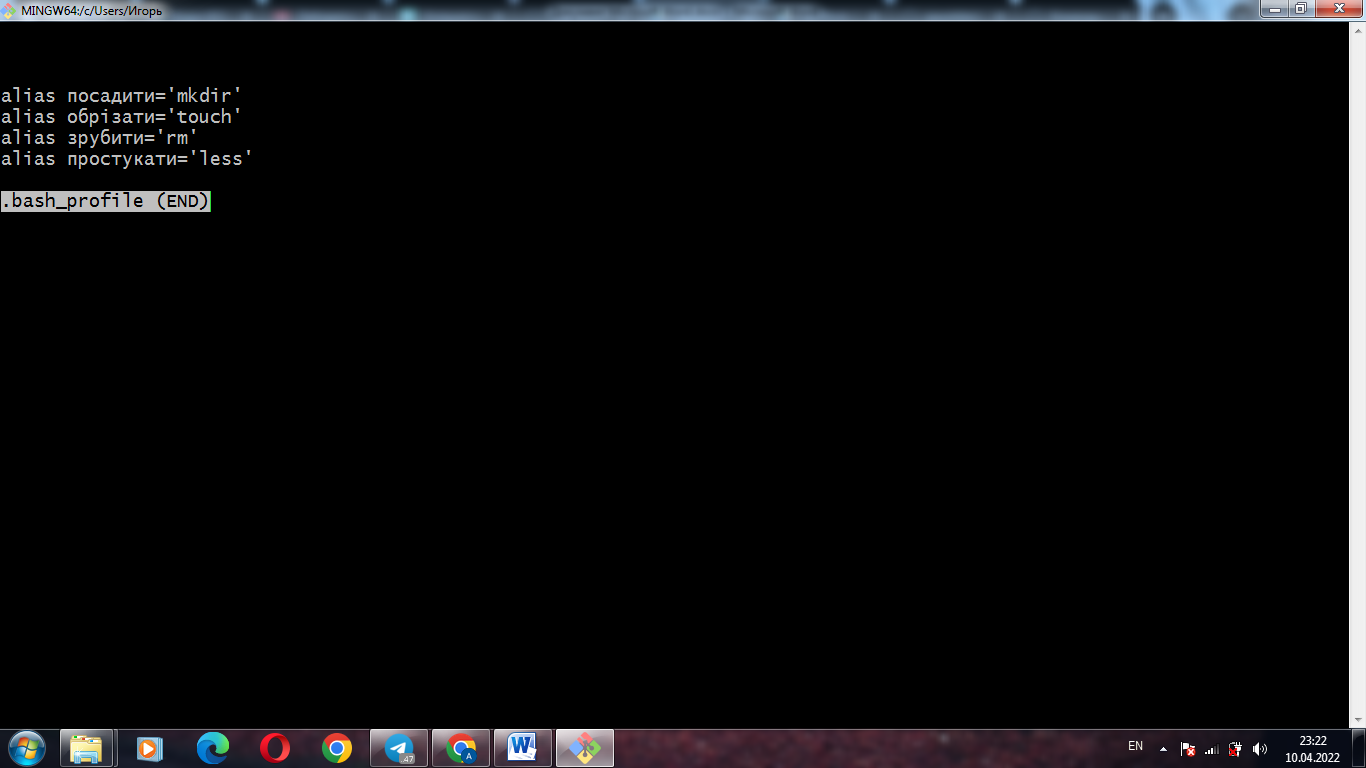 MINGW64:/c/Users/Игорь
alias посадити='mkdir'
alias обрізати='touch'
alias зрубити='rm'
alias простукати='less'
.bash_profile (END)
.47
A
W
EN
23:22
10.04.2022